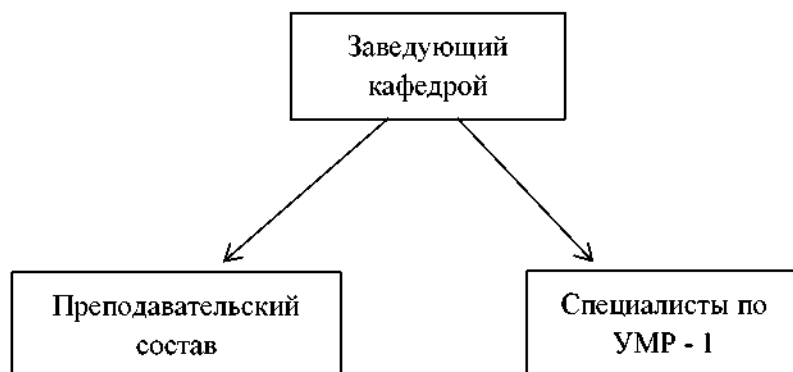 Заведующий
кафедрой
Преподавательский
состав
Специалисты по
УМР - 1